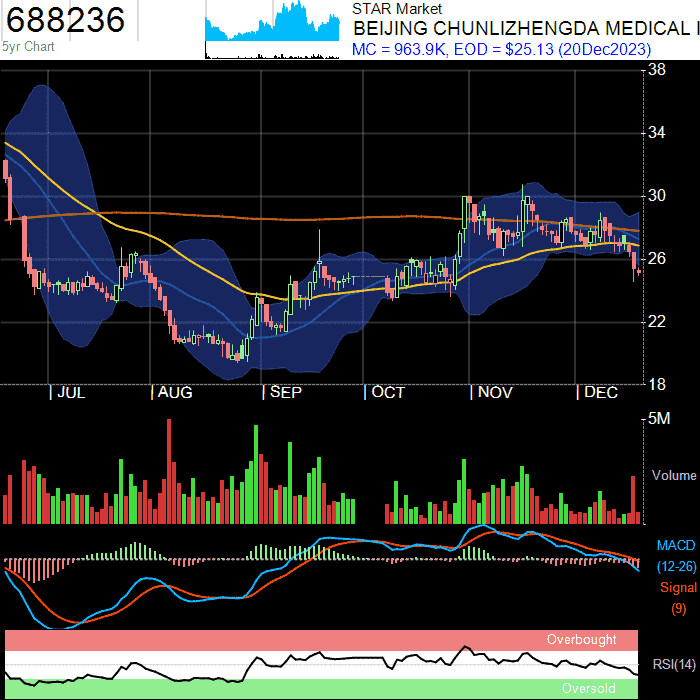 688236
5yr Chart
STAR Market
BEIJING CHUNLIZHENGDA MEDICAL I
MC = 963.9K, EOD = $25.13 (20Dec2023)
38
34
30
26
22
18
JUL
AUG
SEP
OCT
NOV
DEC
5M
Volume
MACD
(12-26)
Signal
(9)
Overbought
RSI(14)
Oversold